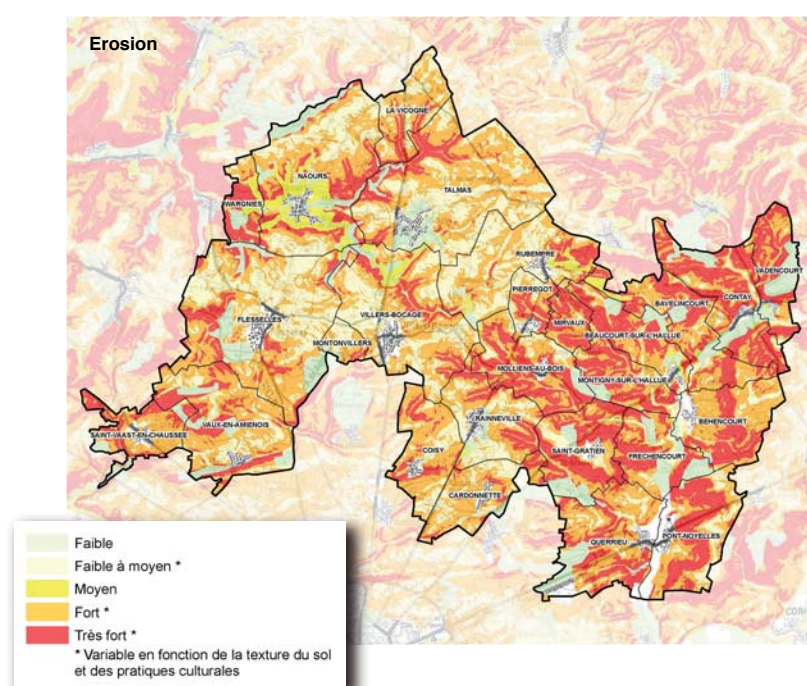 Erosion
LA VICOGNE
NAOURS
TALMAS
WARGNIES
RUBEMPRE
VADENCOURT
PIERREGOT
CONTAY
BAVELINCOURT
FLESSELLES
VILLERS-BOCAGE
MIRVAUX
BEAUCOURT-SUR-L'HALLUE
MONTONVILLERS
MOLLIENS-AU-BOIS
MONTIGNY-SUR-L'HALLUE
RAINNEVILLE
BEHENCOURT
SAINT-VAAST-EN-CHAUSSEE
VAUX-EN-AMIENOIS
COISY
SAINT-GRATIEN
FRECHENCOURT
CARDONNETTE
QUERRIEU
PONT-NOYELLES
Faible
Faible à moyen *
Moyen
Fort *
Très fort *
* Variable en fonction de la texture du sol
et des pratiques culturales